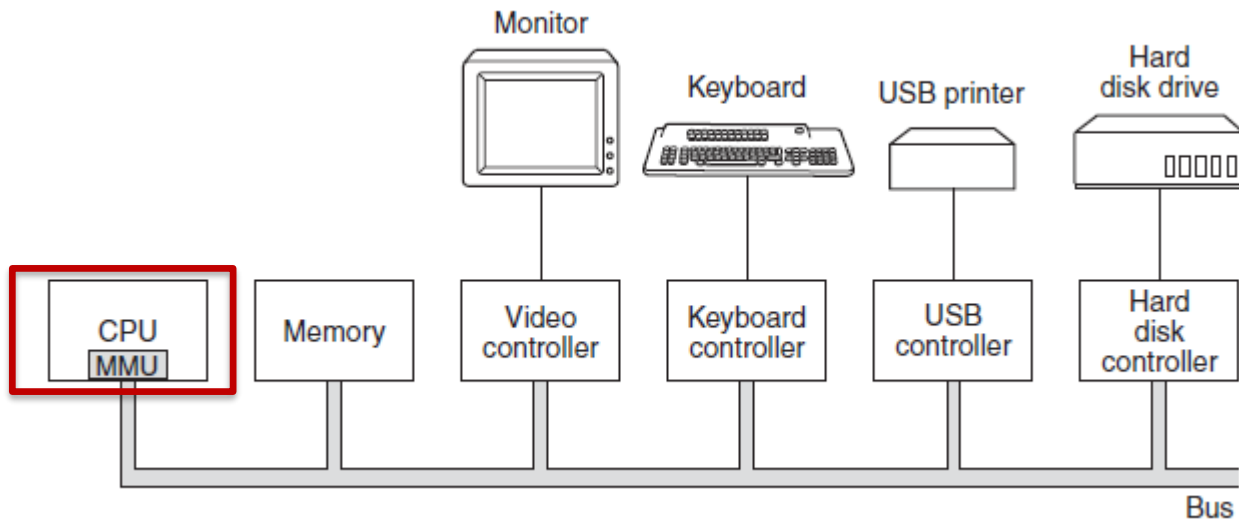 Monitor
Keyboard
USB printer
Hard
disk drive
CPU
MMU
Memory
Video
controller
Keyboard
controller
USB
controller
Hard
disk
controller
Bus